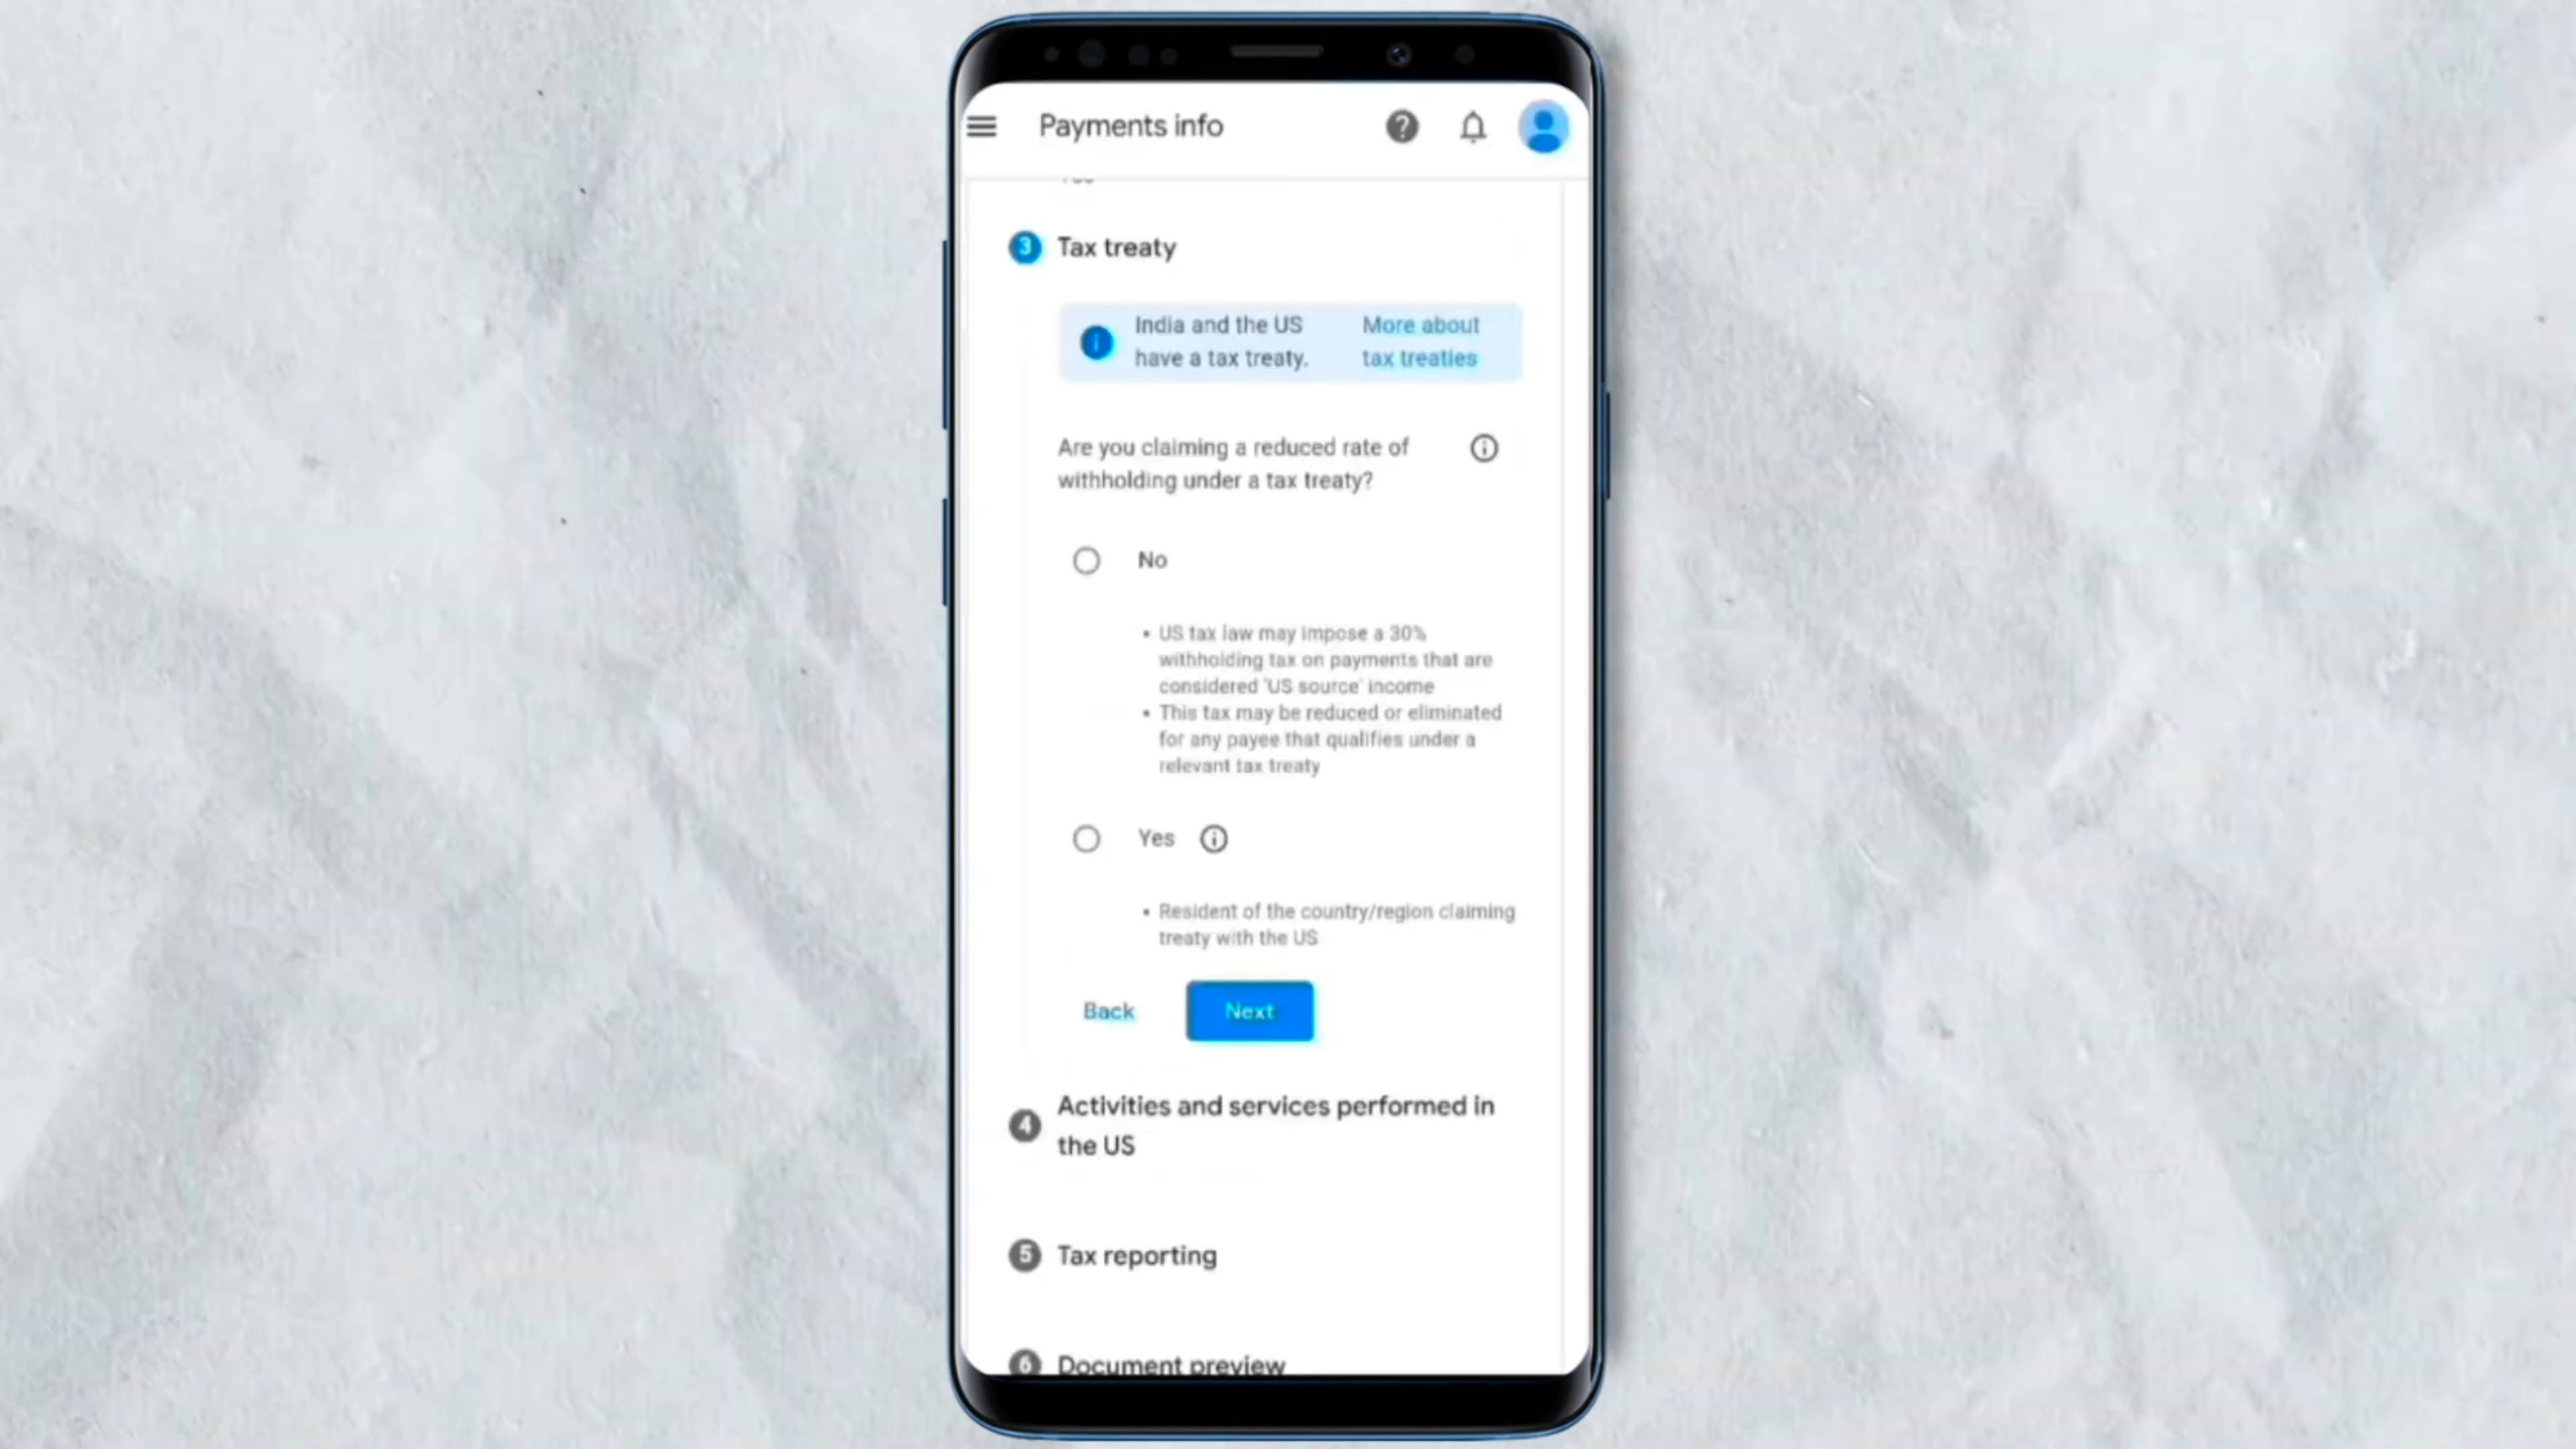 Payments info
3 Tax treaty
India and the US
have a tax treaty.
More about
tax treaties
Are you claiming a reduced rate of
withholding under a tax treaty?
No
• US tax law may impose a 30%
withholding tax on payments that are
considered 'US source' income
• This tax may be reduced or eliminated
for any payee that qualifies under a
relevant tax treaty
Yes
• Resident of the country/region claiming
treaty with the US
Back
Next
4 Activities and services performed in
the US
5 Tax reporting
6 Document preview